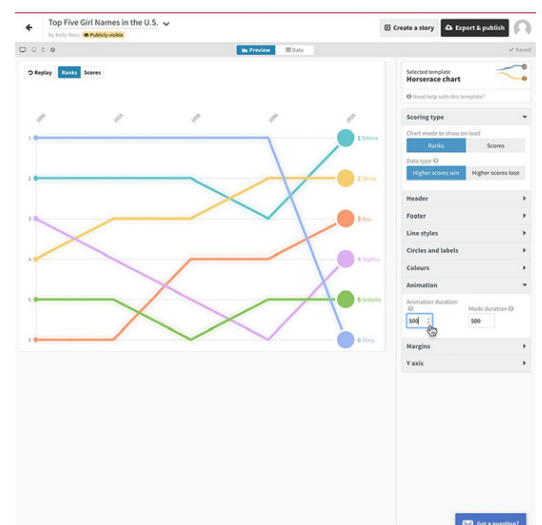 Top Five Girl Names in the U.S.
by Kelly Ross Publicly visible
Create a story
Export & publish
Preview
Data
Saved
Replay
Ranks
Scores
1 Emma
2 Olivia
3 Ava
4 Sophia
5 Isabella
6 Mary
1
2
3
4
5
6
Selected template
Horserace chart
Need help with this template?
Scoring type
Chart mode to show on load
Ranks
Scores
Data type
Higher scores win
Higher scores lose
Header
Footer
Line styles
Circles and labels
Colours
Animation
Animation duration
Mode duration
500
500
Margins
Y axis
Got a question?